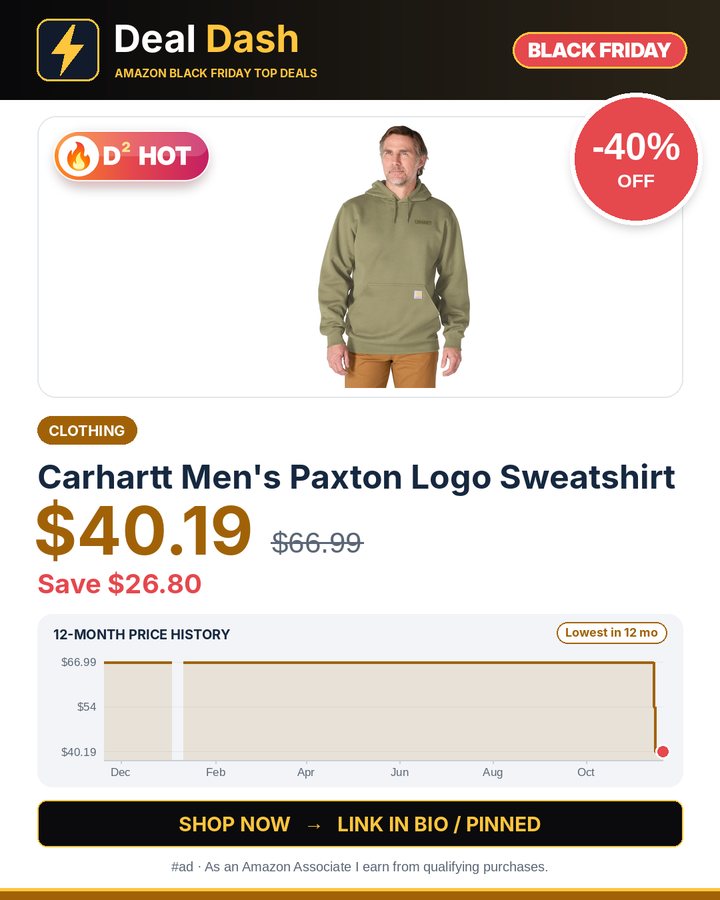 Deal Dash
AMAZON BLACK FRIDAY TOP DEALS
BLACK FRIDAY
D² HOT
-40%
OFF
CLOTHING
Carhartt Men's Paxton Logo Sweatshirt
$40.19 $66.99
Save $26.80
12-MONTH PRICE HISTORY
Lowest in 12 mo
$66.99
$54
$40.19
Dec Feb Apr Jun Aug Oct
SHOP NOW → LINK IN BIO / PINNED
#ad · As an Amazon Associate I earn from qualifying purchases.